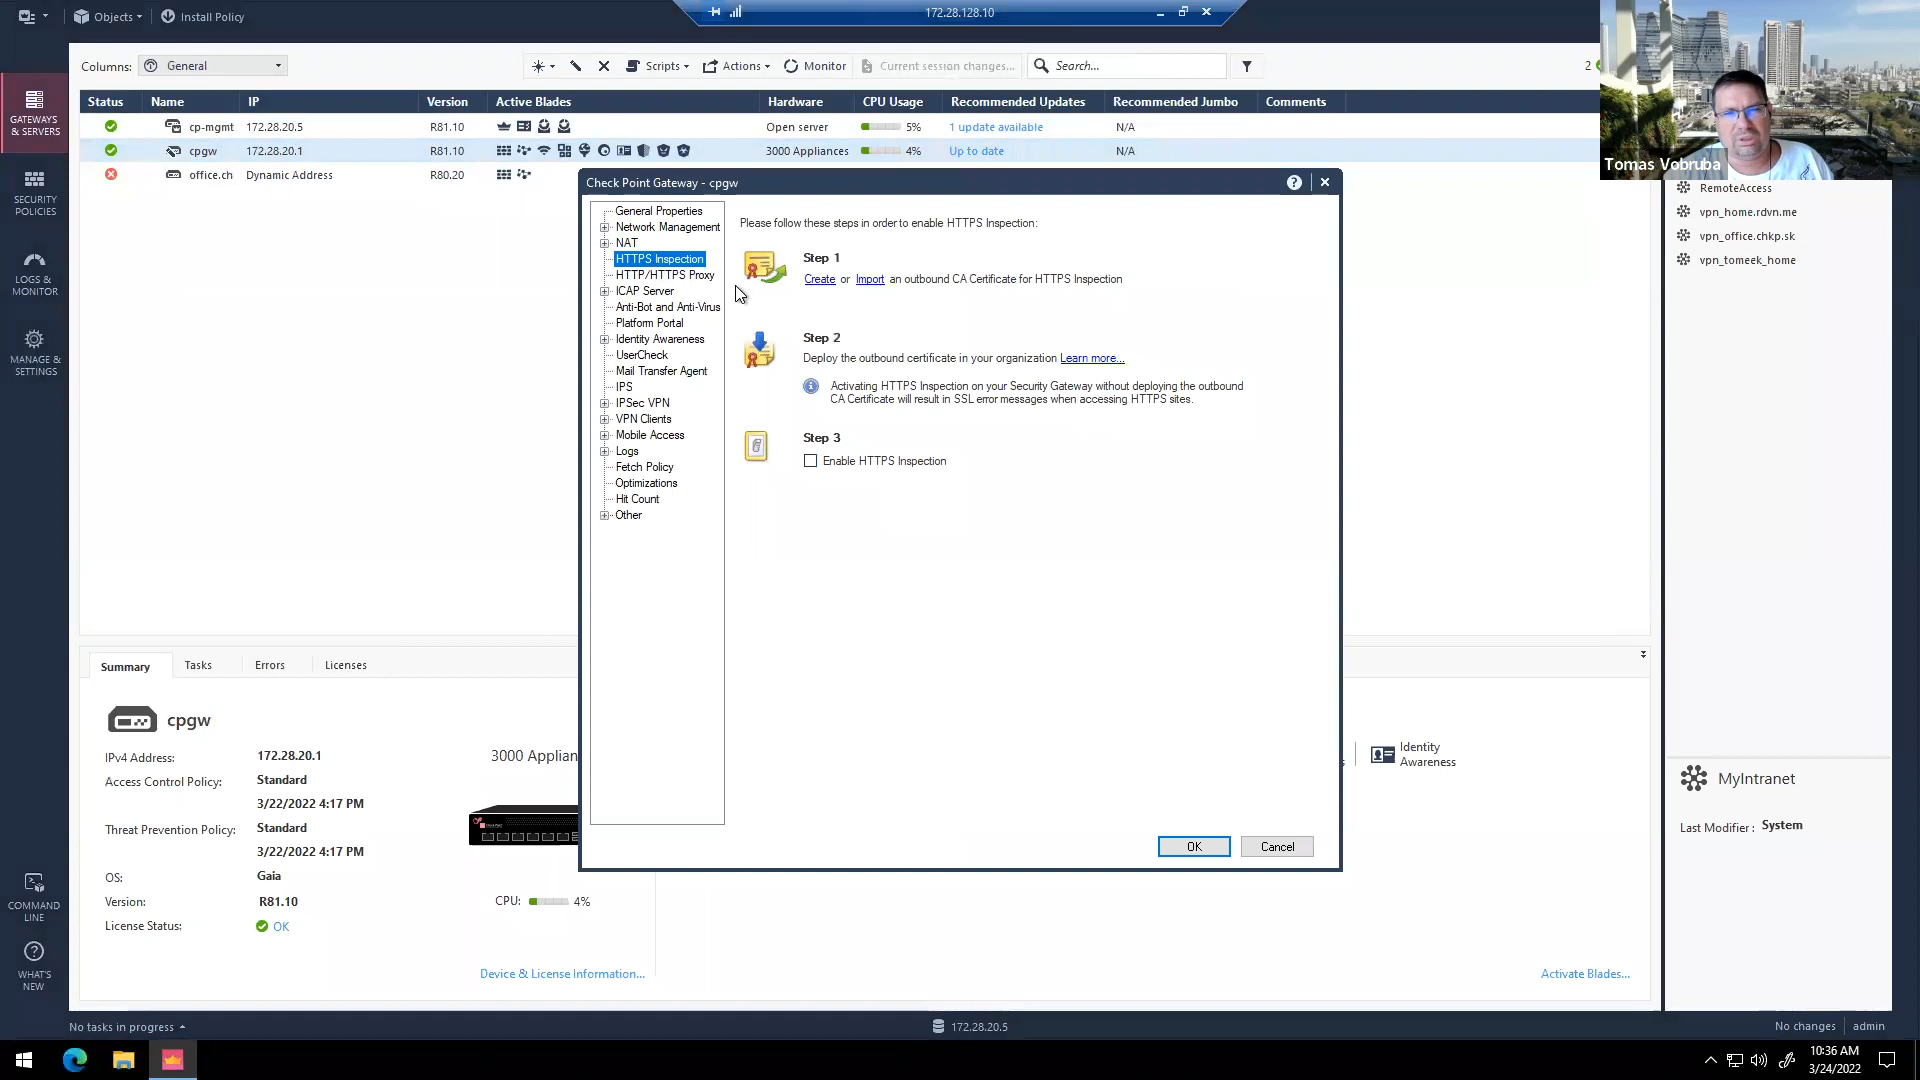 Objects
Install Policy
172.28.128.10
Columns:
General
Scripts
Actions
Monitor
Current session changes...
Search...
2
Status
Name
IP
Version
Active Blades
Hardware
CPU Usage
Recommended Updates
Recommended Jumbo
Comments
cp-mgmt
172.28.20.5
R81.10
Open server
5%
1 update available
N/A
cpgw
172.28.20.1
R81.10
3000 Appliances
4%
Up to date
N/A
office.ch
Dynamic Address
R80.20
GATEWAYS
& SERVERS
SECURITY
POLICIES
LOGS &
MONITOR
MANAGE &
SETTINGS
COMMAND
LINE
WHAT'S
NEW
Tomas Vobruba
RemoteAccess
vpn_home.rdvn.me
vpn_office.chkp.sk
vpn_tomeek_home
Check Point Gateway - cpgw
General Properties
Network Management
NAT
HTTPS Inspection
HTTP/HTTPS Proxy
ICAP Server
Anti-Bot and Anti-Virus
Platform Portal
Identity Awareness
UserCheck
Mail Transfer Agent
IPS
IPSec VPN
VPN Clients
Mobile Access
Logs
Fetch Policy
Optimizations
Hit Count
Other
Please follow these steps in order to enable HTTPS Inspection:
Step 1
Create or Import an outbound CA Certificate for HTTPS Inspection
Step 2
Deploy the outbound certificate in your organization Learn more...
Activating HTTPS Inspection on your Security Gateway without deploying the outbound
CA Certificate will result in SSL error messages when accessing HTTPS sites.
Step 3
Enable HTTPS Inspection
OK
Cancel
Summary
Tasks
Errors
Licenses
cpgw
IPv4 Address:
172.28.20.1
Access Control Policy:
Standard
3/22/2022 4:17 PM
Threat Prevention Policy:
Standard
3/22/2022 4:17 PM
OS:
Gaia
Version:
R81.10
License Status:
OK
3000 Applian
CPU:
4%
Device & License Information...
Identity
Awareness
Activate Blades...
MyIntranet
Last Modifier :
System
No tasks in progress
172.28.20.5
No changes
admin
10:36 AM
3/24/2022